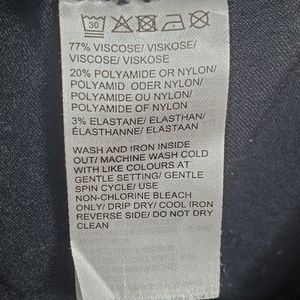 30
77% VISCOSE/ VISKOSE/
VISCOSE/ VISKOSE
20% POLYAMIDE OR NYLON/
POLYAMID ODER NYLON/
POLYAMIDE OU NYLON/
POLYAMIDE OF NYLON
3% ELASTANE/ ELASTHAN/
ÉLASTHANNE/ ELASTAAN
WASH AND IRON INSIDE
OUT/ MACHINE WASH COLD
WITH LIKE COLOURS AT
GENTLE SETTING/ GENTLE
SPIN CYCLE/ USE
NON-CHLORINE BLEACH
ONLY/ DRIP DRY/ COOL IRON
REVERSE SIDE/ DO NOT DRY
CLEAN